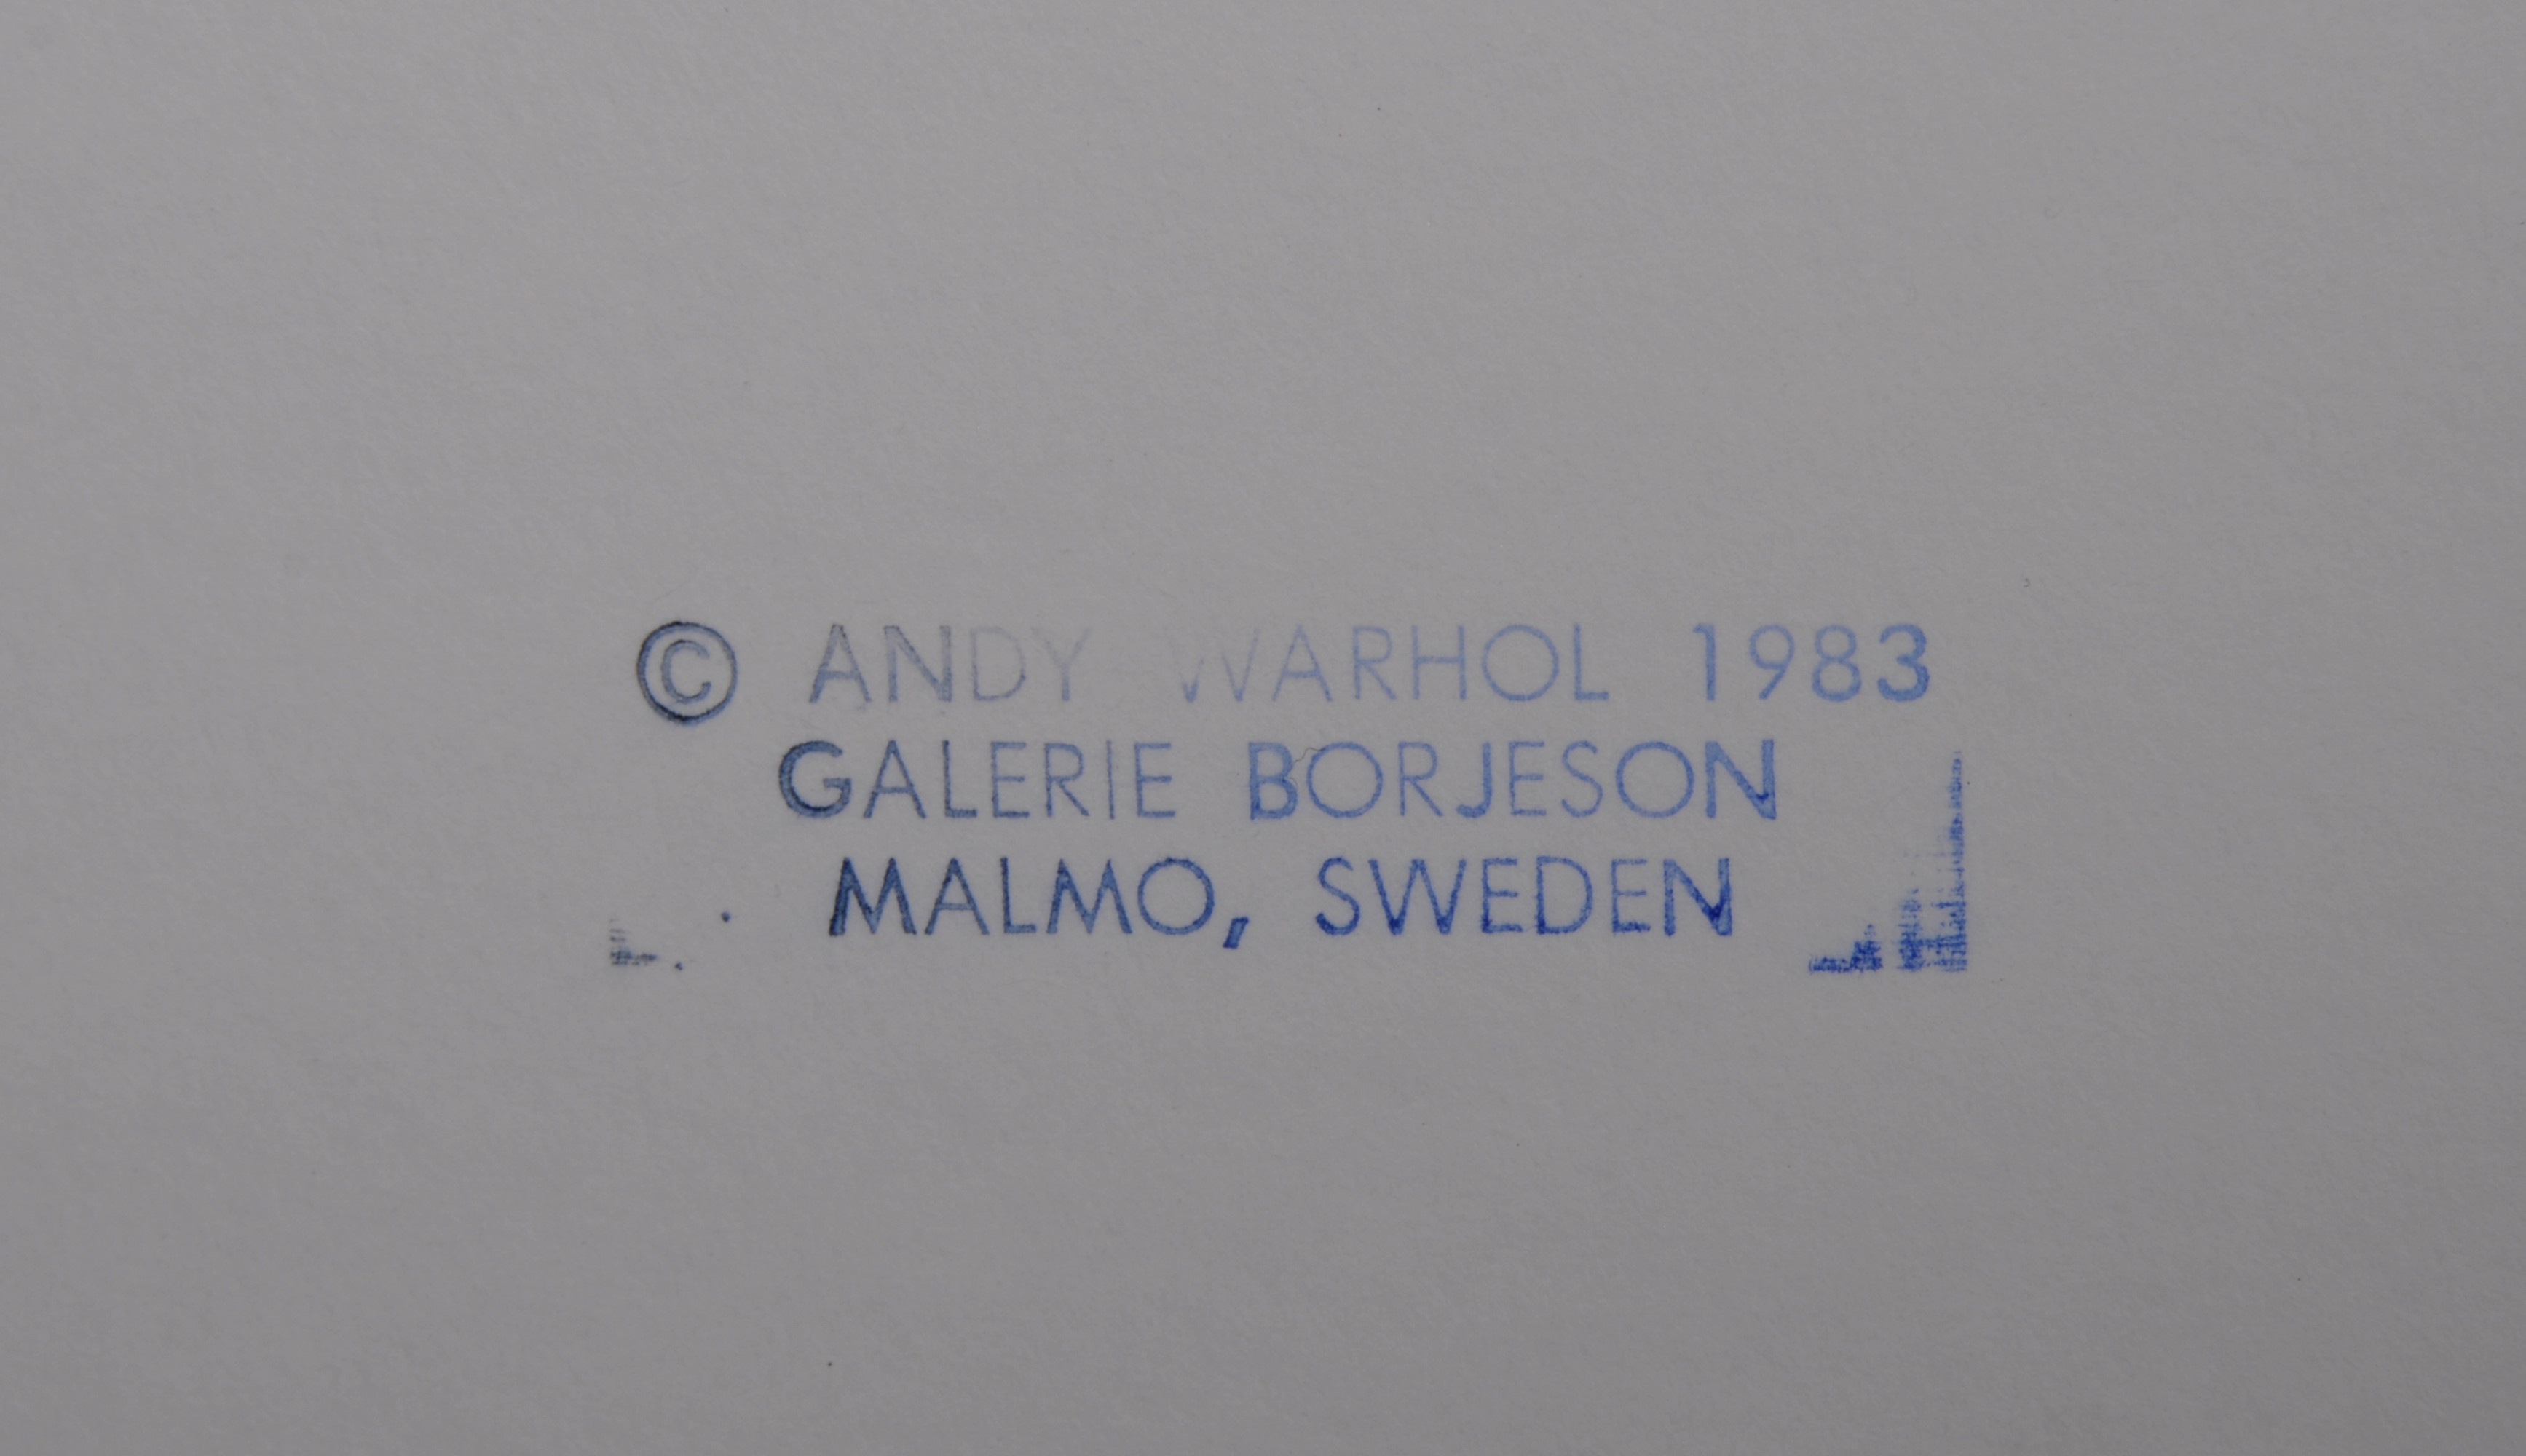 © ANDY WARHOL 1983
GALERIE BORJESON
MALMO, SWEDEN